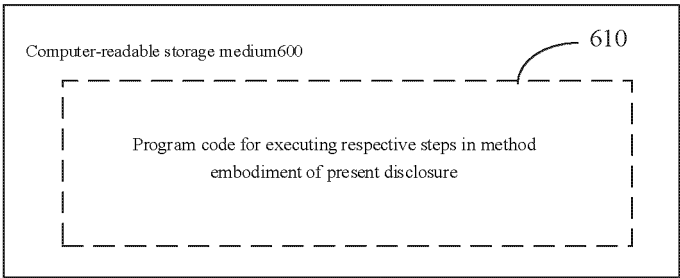 610
Computer-readable storage medium600
Program code for executing respective steps in method
embodiment of present disclosure